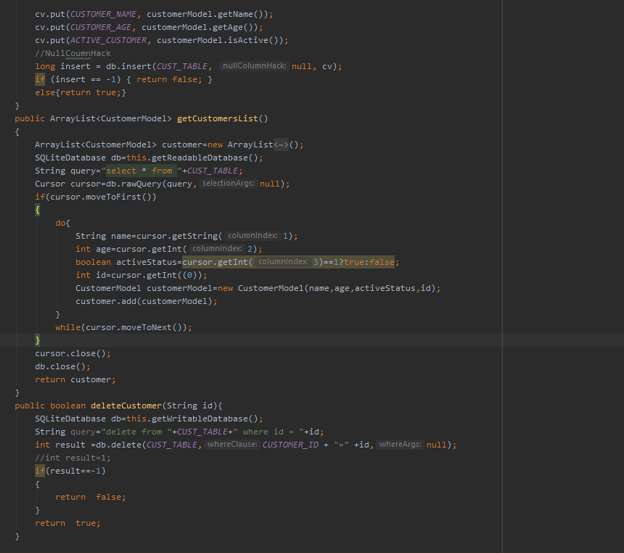 cv.put(CUSTOMER_NAME, customerModel.getName());
cv.put(CUSTOMER_AGE, customerModel.getAge());
cv.put(ACTIVE_CUSTOMER, customerModel.isActive());
//NullCoumnHack
long insert = db.insert(CUST_TABLE, nullColumnHack: null, cv);
if (insert == -1) { return false; }
else{return true;}
}
public ArrayList<CustomerModel> getCustomersList()
{
ArrayList<CustomerModel> customer=new ArrayList<~>();
SQLiteDatabase db=this.getReadableDatabase();
String query="select * from "+CUST_TABLE;
Cursor cursor=db.rawQuery(query, selectionArgs: null);
if(cursor.moveToFirst())
{
do{
String name=cursor.getString( columnIndex: 1);
int age=cursor.getInt( columnIndex: 2);
boolean activeStatus=cursor.getInt( columnIndex: 3)==1?true:false;
int id=cursor.getInt((0));
CustomerModel customerModel=new CustomerModel(name,age,activeStatus,id);
customer.add(customerModel);
}
while(cursor.moveToNext());
}
cursor.close();
db.close();
return customer;
}
public boolean deleteCustomer(String id){
SQLiteDatabase db=this.getWritableDatabase();
String query="delete from "+CUST_TABLE+" where id = "+id;
int result =db.delete(CUST_TABLE, whereClause: CUSTOMER_ID + "=" +id, whereArgs: null);
//int result=1;
if(result==-1)
{
return  false;
}
return  true;
}